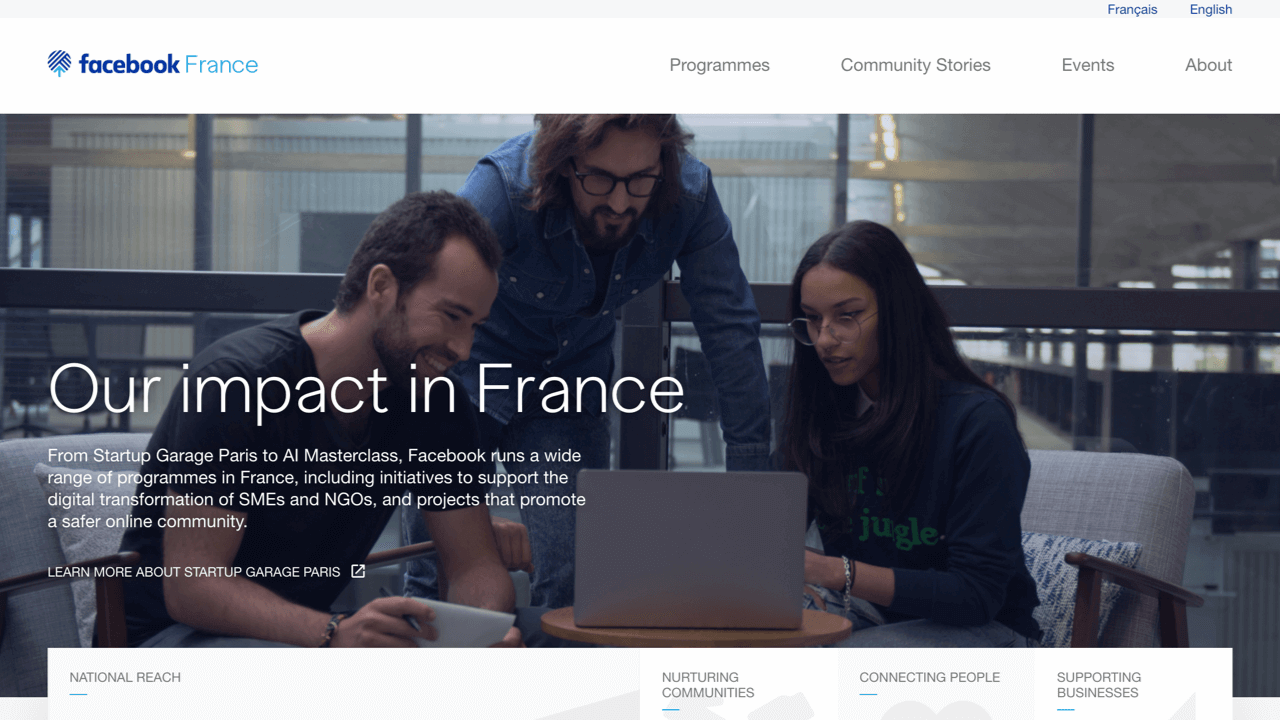 Français English
facebook France
Programmes Community Stories Events About
Our impact in France
From Startup Garage Paris to AI Masterclass, Facebook runs a wide
range of programmes in France, including initiatives to support the
digital transformation of SMEs and NGOs, and projects that promote
a safer online community.
LEARN MORE ABOUT STARTUP GARAGE PARIS
jungle
NATIONAL REACH
NURTURING
COMMUNITIES
CONNECTING PEOPLE
SUPPORTING
BUSINESSES